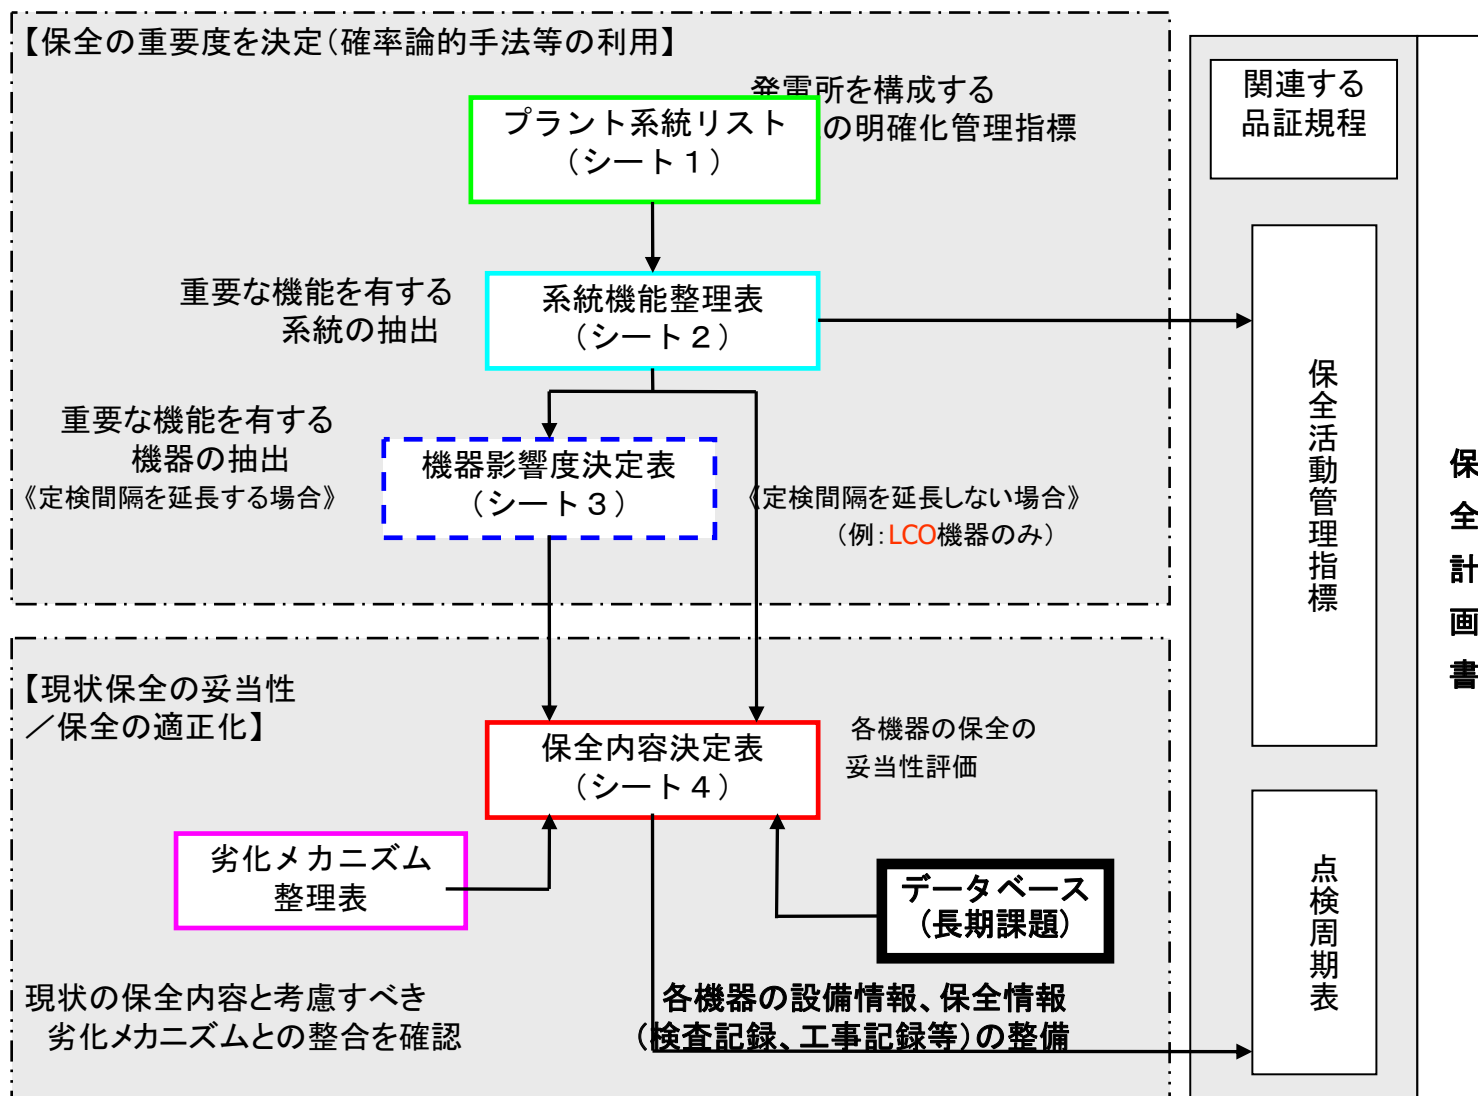 【保全の重要度を決定（確率論的手法等の利用】
発電所を構成する
の明確化管理指標
プラント系統リスト
（シート１）
重要な機能を有する
系統の抽出
系統機能整理表
（シート２）
重要な機能を有する
機器の抽出
《定検間隔を延長する場合》
機器影響度決定表
（シート３）
《定検間隔を延長しない場合》
（例：LCO機器のみ）
【現状保全の妥当性
／保全の適正化】
保全内容決定表
（シート４）
各機器の保全の
妥当性評価
劣化メカニズム
整理表
データベース
（長期課題）
現状の保全内容と考慮すべき
劣化メカニズムとの整合を確認
各機器の設備情報、保全情報
（検査記録、工事記録等）の整備
関連する
品証規程
保全活動管理指標
点検周期表
保全計画書